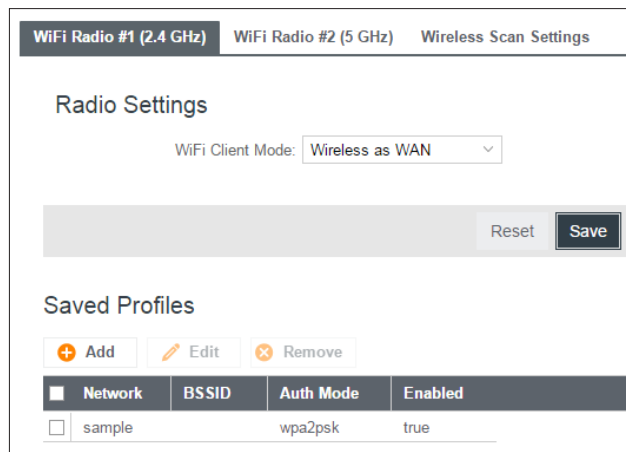 WiFi Radio #1 (2.4 GHz) WiFi Radio #2 (5 GHz) Wireless Scan Settings
Radio Settings
WiFi Client Mode: Wireless as WAN
Reset Save
Saved Profiles
Add Edit Remove
Network BSSID Auth Mode Enabled
sample wpa2psk true